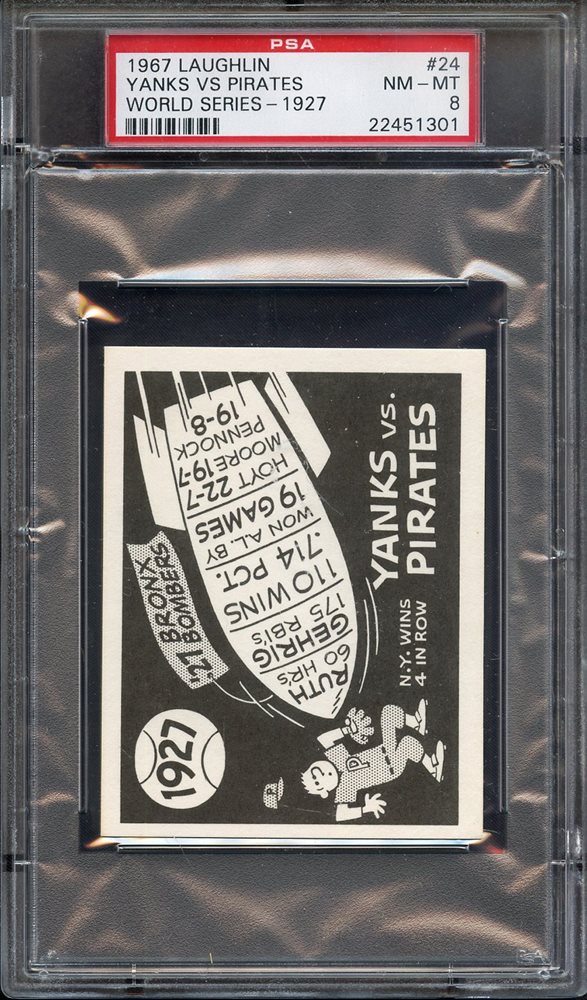 PSA
1967 LAUGHLIN #24
YANKS VS PIRATES NM-MT
WORLD SERIES-1927 8
22451301
YANKS vs.
PIRATES
N.Y. WINS
4 IN ROW
1927
'27 BRONX
BOMBERS
RUTH
60 HR's
GEHRIG
175 RBI's
110 WINS
.714 PCT.
WON A.L. BY
19 GAMES
HOYT 22-7
MOORE 19-7
PENNOCK
19-8
P
P